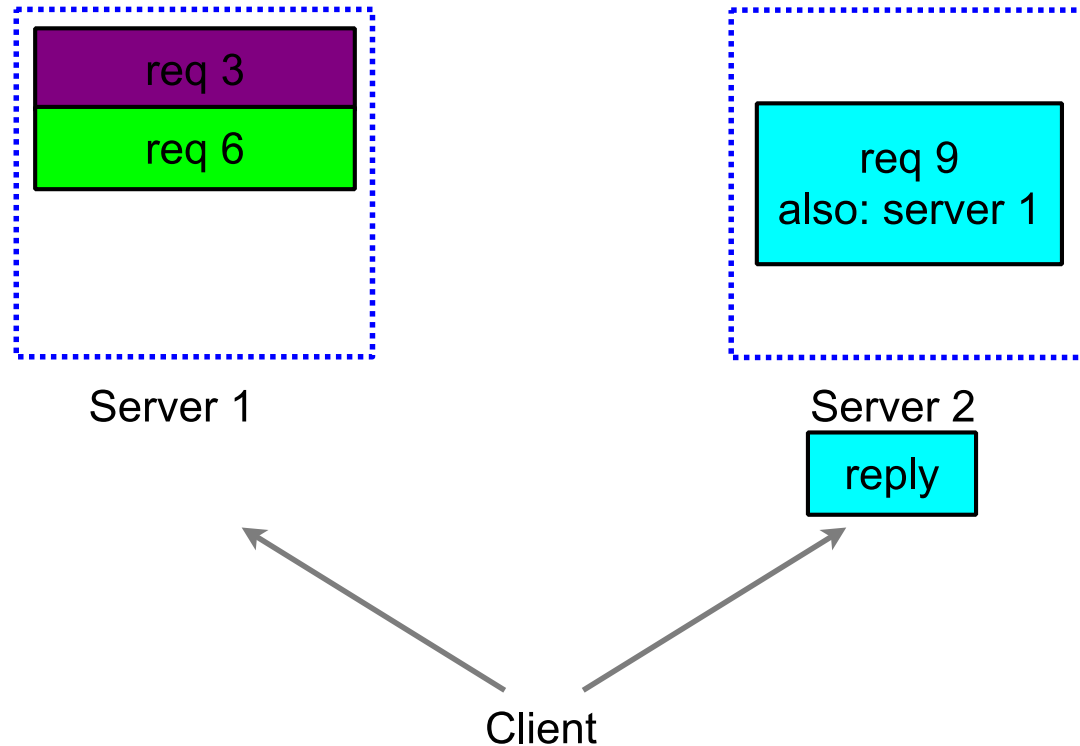 req 3
req 6
req 9
also: server 1
Server 1
Server 2
reply
Client